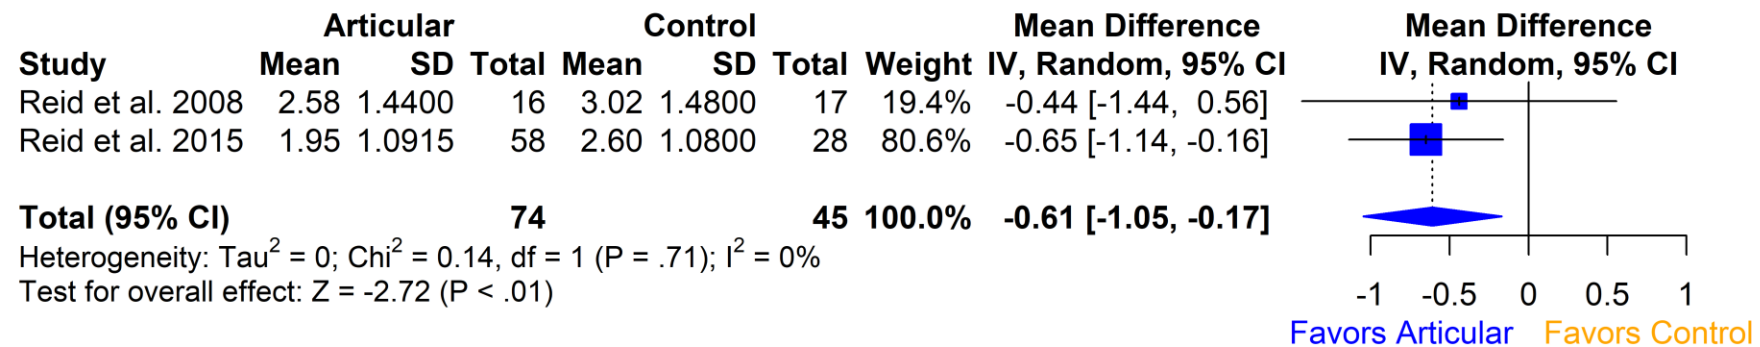 Articular Control Mean Difference Mean Difference
Study Mean SD Total Mean SD Total Weight IV, Random, 95% CI IV, Random, 95% CI
Reid et al. 2008 2.58 1.4400 16 3.02 1.4800 17 19.4% -0.44 [-1.44, 0.56]
Reid et al. 2015 1.95 1.0915 58 2.60 1.0800 28 80.6% -0.65 [-1.14, -0.16]
Total (95% CI) 74 45 100.0% -0.61 [-1.05, -0.17]
Heterogeneity: Tau² = 0; Chi² = 0.14, df = 1 (P = .71); I² = 0%
Test for overall effect: Z = -2.72 (P < .01)
-1 -0.5 0 0.5 1
Favors Articular Favors Control